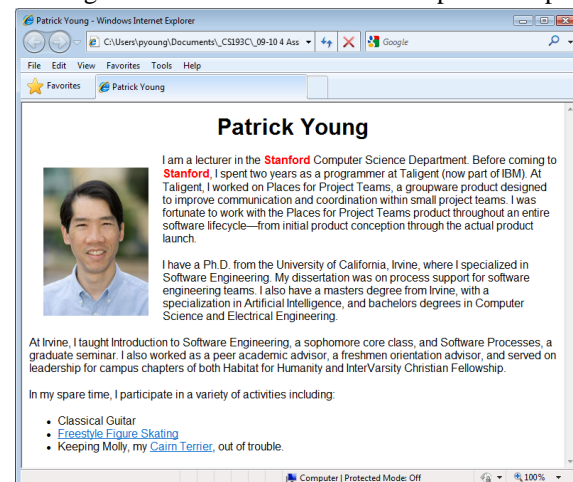 Patrick Young - Windows Internet Explorer
C:\Users\pyoung\Documents\_CS193C\_09-10 4 Ass
Google
File Edit View Favorites Tools Help
Favorites Patrick Young
Patrick Young
I am a lecturer in the Stanford Computer Science Department. Before coming to
Stanford, I spent two years as a programmer at Taligent (now part of IBM). At
Taligent, I worked on Places for Project Teams, a groupware product designed
to improve communication and coordination within small project teams. I was
fortunate to work with the Places for Project Teams product throughout an entire
software lifecycle—from initial product conception through the actual product
launch.
I have a Ph.D. from the University of California, Irvine, where I specialized in
Software Engineering. My dissertation was on process support for software
engineering teams. I also have a masters degree from Irvine, with a
specialization in Artificial Intelligence, and bachelors degrees in Computer
Science and Electrical Engineering.
At Irvine, I taught Introduction to Software Engineering, a sophomore core class, and Software Processes, a
graduate seminar. I also worked as a peer academic advisor, a freshmen orientation advisor, and served on
leadership for campus chapters of both Habitat for Humanity and InterVarsity Christian Fellowship.
In my spare time, I participate in a variety of activities including:
• Classical Guitar
• Freestyle Figure Skating
• Keeping Molly, my Cairn Terrier, out of trouble.
Computer | Protected Mode: Off 100%